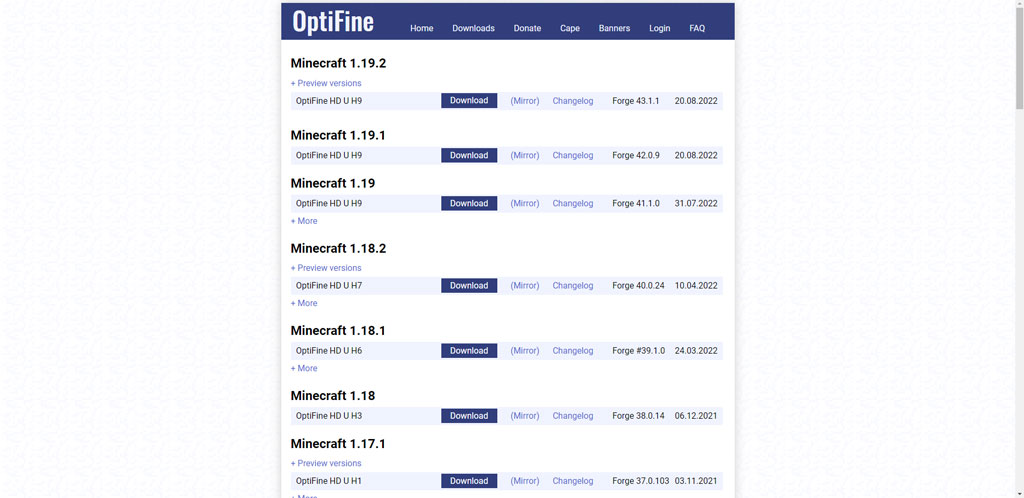 OptiFine
Home Downloads Donate Cape Banners Login FAQ
Minecraft 1.19.2
+ Preview versions
OptiFine HD U H9 Download (Mirror) Changelog Forge 43.1.1 20.08.2022
Minecraft 1.19.1
OptiFine HD U H9 Download (Mirror) Changelog Forge 42.0.9 20.08.2022
Minecraft 1.19
OptiFine HD U H9 Download (Mirror) Changelog Forge 41.1.0 31.07.2022
+ More
Minecraft 1.18.2
+ Preview versions
OptiFine HD U H7 Download (Mirror) Changelog Forge 40.0.24 10.04.2022
+ More
Minecraft 1.18.1
OptiFine HD U H6 Download (Mirror) Changelog Forge #39.1.0 24.03.2022
+ More
Minecraft 1.18
OptiFine HD U H3 Download (Mirror) Changelog Forge 38.0.14 06.12.2021
Minecraft 1.17.1
+ Preview versions
OptiFine HD U H1 Download (Mirror) Changelog Forge 37.0.103 03.11.2021
+ More